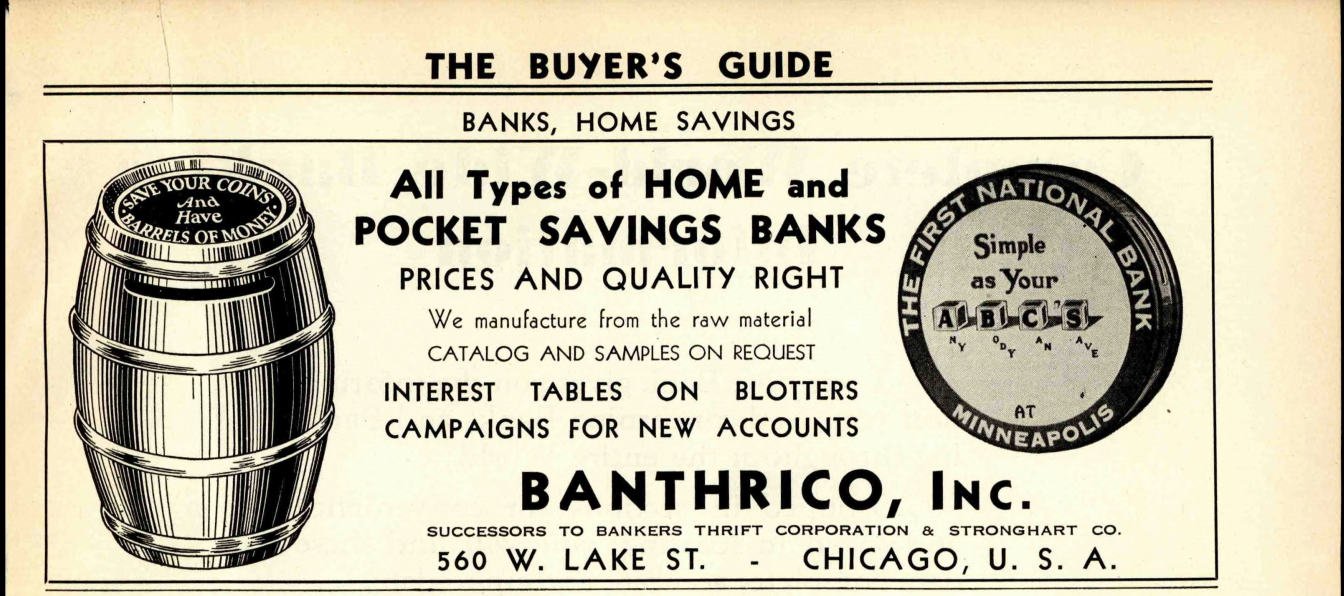 THE BUYER'S GUIDE
BANKS, HOME SAVINGS
SAVE YOUR COINS
And
Have
BARRELS OF MONEY
All Types of HOME and
POCKET SAVINGS BANKS
PRICES AND QUALITY RIGHT
We manufacture from the raw material
CATALOG AND SAMPLES ON REQUEST
INTEREST TABLES ON BLOTTERS
CAMPAIGNS FOR NEW ACCOUNTS
THE FIRST NATIONAL BANK
Simple
as Your
A B C'S
NY ODY AN AVE
AT
MINNEAPOLIS
BANTHRICO, INC.
SUCCESSORS TO BANKERS THRIFT CORPORATION & STRONGHART CO.
560 W. LAKE ST. - CHICAGO, U. S. A.